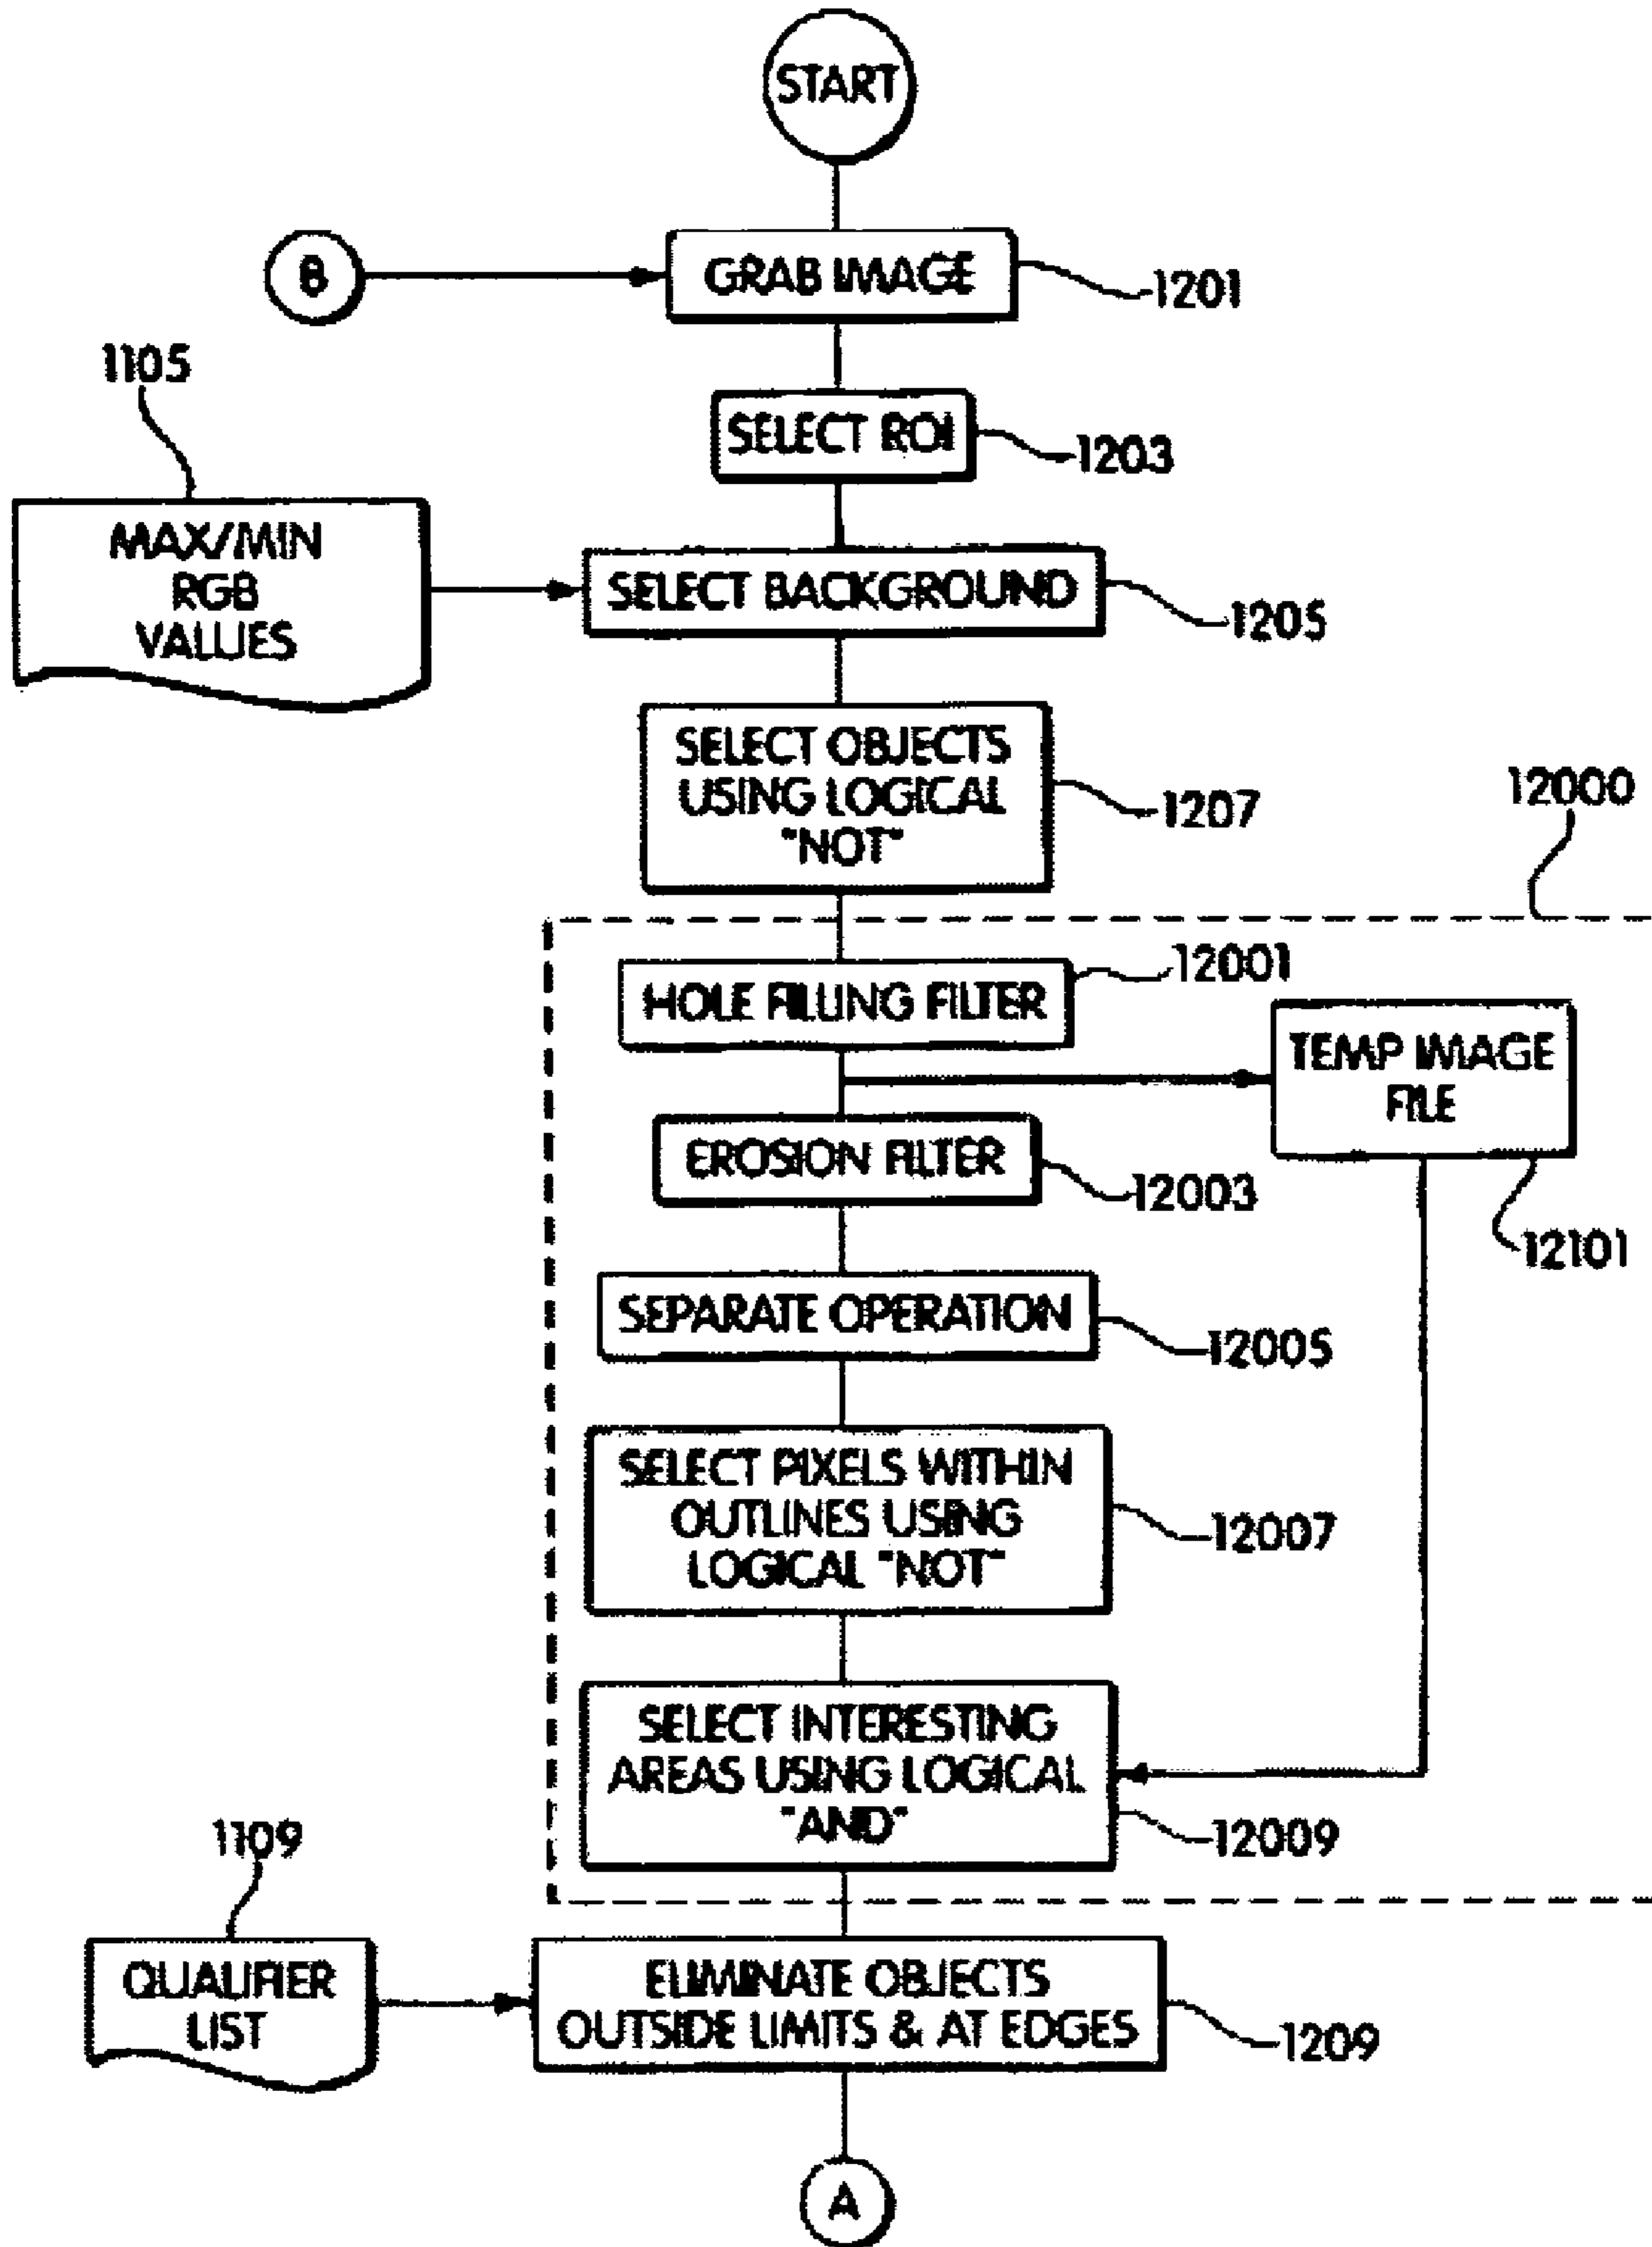 START
B
GRAB IMAGE
1201
SELECT ROI
1203
1105
MAX/MIN
RGB
VALUES
SELECT BACKGROUND
1205
SELECT OBJECTS
USING LOGICAL
"NOT"
1207
12000
HOLE FILLING FILTER
12001
TEMP IMAGE
FILE
12101
EROSION FILTER
12003
SEPARATE OPERATION
12005
SELECT PIXELS WITHIN
OUTLINES USING
LOGICAL "NOT"
12007
SELECT INTERESTING
AREAS USING LOGICAL
"AND"
12009
1109
QUALIFIER
LIST
ELIMINATE OBJECTS
OUTSIDE LIMITS & AT EDGES
1209
A